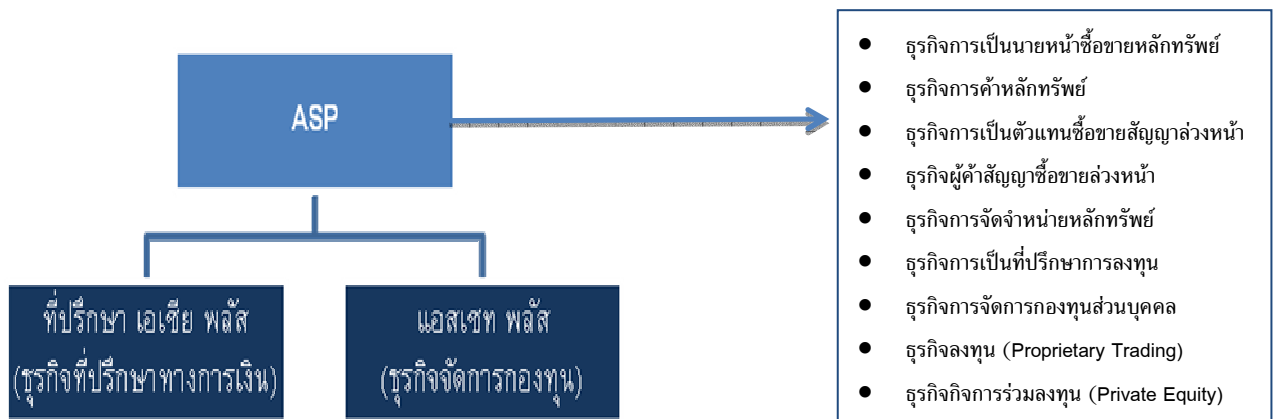 ASP
ที่ปรึกษา เอเชีย พลัส
(ธุรกิจที่ปรึกษาทางการเงิน)
แอสเซท พลัส
(ธุรกิจจัดการกองทุน)
● ธุรกิจการเป็นนายหน้าซื้อขายหลักทรัพย์
● ธุรกิจการค้าหลักทรัพย์
● ธุรกิจการเป็นตัวแทนซื้อขายสัญญาล่วงหน้า
● ธุรกิจผู้ค้าสัญญาซื้อขายล่วงหน้า
● ธุรกิจการจัดจำหน่ายหลักทรัพย์
● ธุรกิจการเป็นที่ปรึกษาการลงทุน
● ธุรกิจการจัดการกองทุนส่วนบุคคล
● ธุรกิจลงทุน (Proprietary Trading)
● ธุรกิจกิจการร่วมลงทุน (Private Equity)